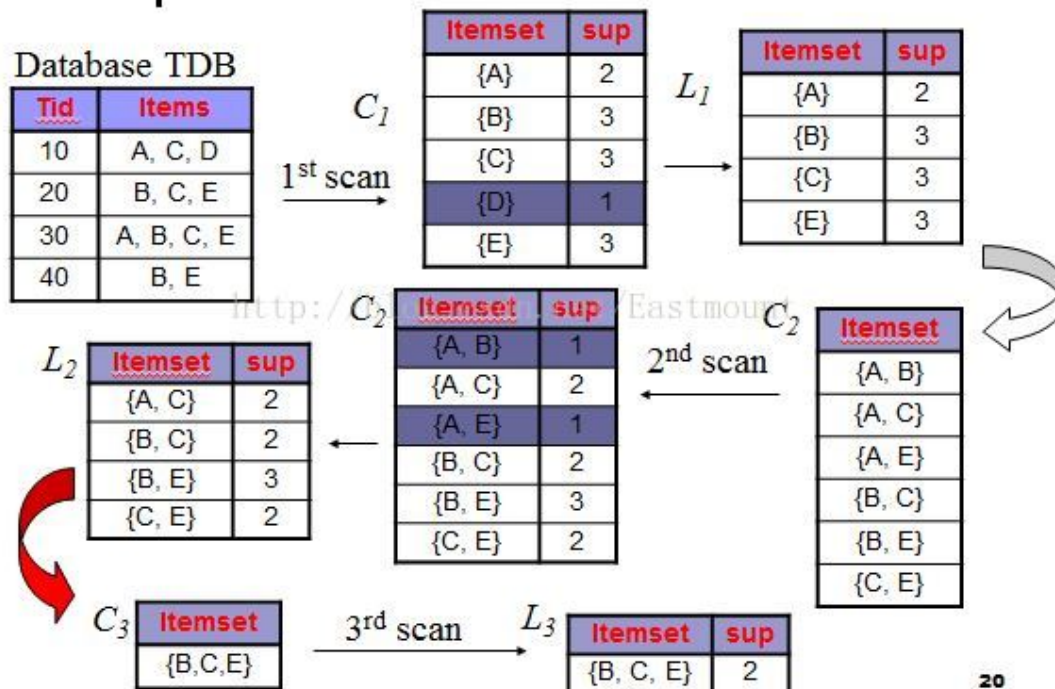 Database TDB
Tid Items
10 A, C, D
20 B, C, E
30 A, B, C, E
40 B, E
1st scan
C1
Itemset sup
{A} 2
{B} 3
{C} 3
{D} 1
{E} 3
L1
Itemset sup
{A} 2
{B} 3
{C} 3
{E} 3
C2
Itemset
{A, B}
{A, C}
{A, E}
{B, C}
{B, E}
{C, E}
2nd scan
C2
Itemset sup
{A, B} 1
{A, C} 2
{A, E} 1
{B, C} 2
{B, E} 3
{C, E} 2
L2
Itemset sup
{A, C} 2
{B, C} 2
{B, E} 3
{C, E} 2
C3
Itemset
{B,C,E}
3rd scan
L3
Itemset sup
{B, C, E} 2
20